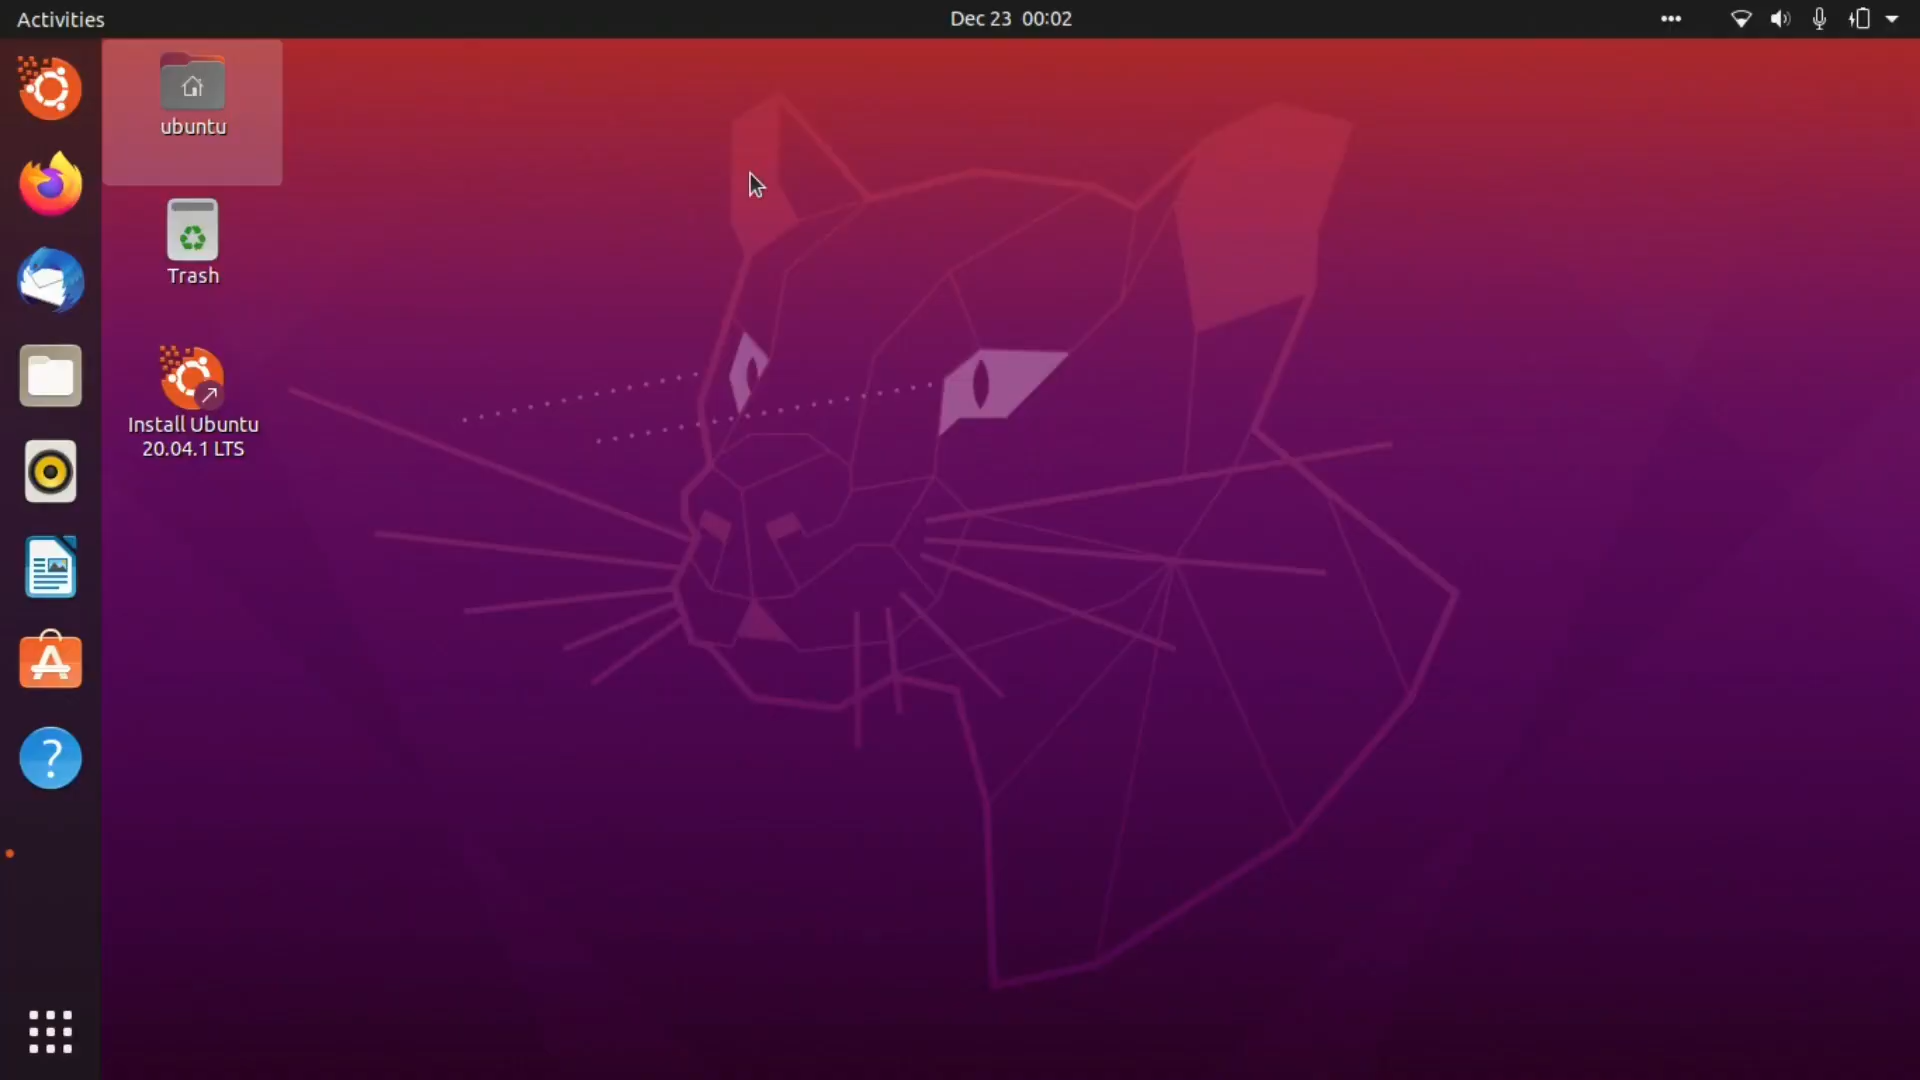 Activities
Dec 23 00:02
ubuntu
Trash
Install Ubuntu
20.04.1 LTS